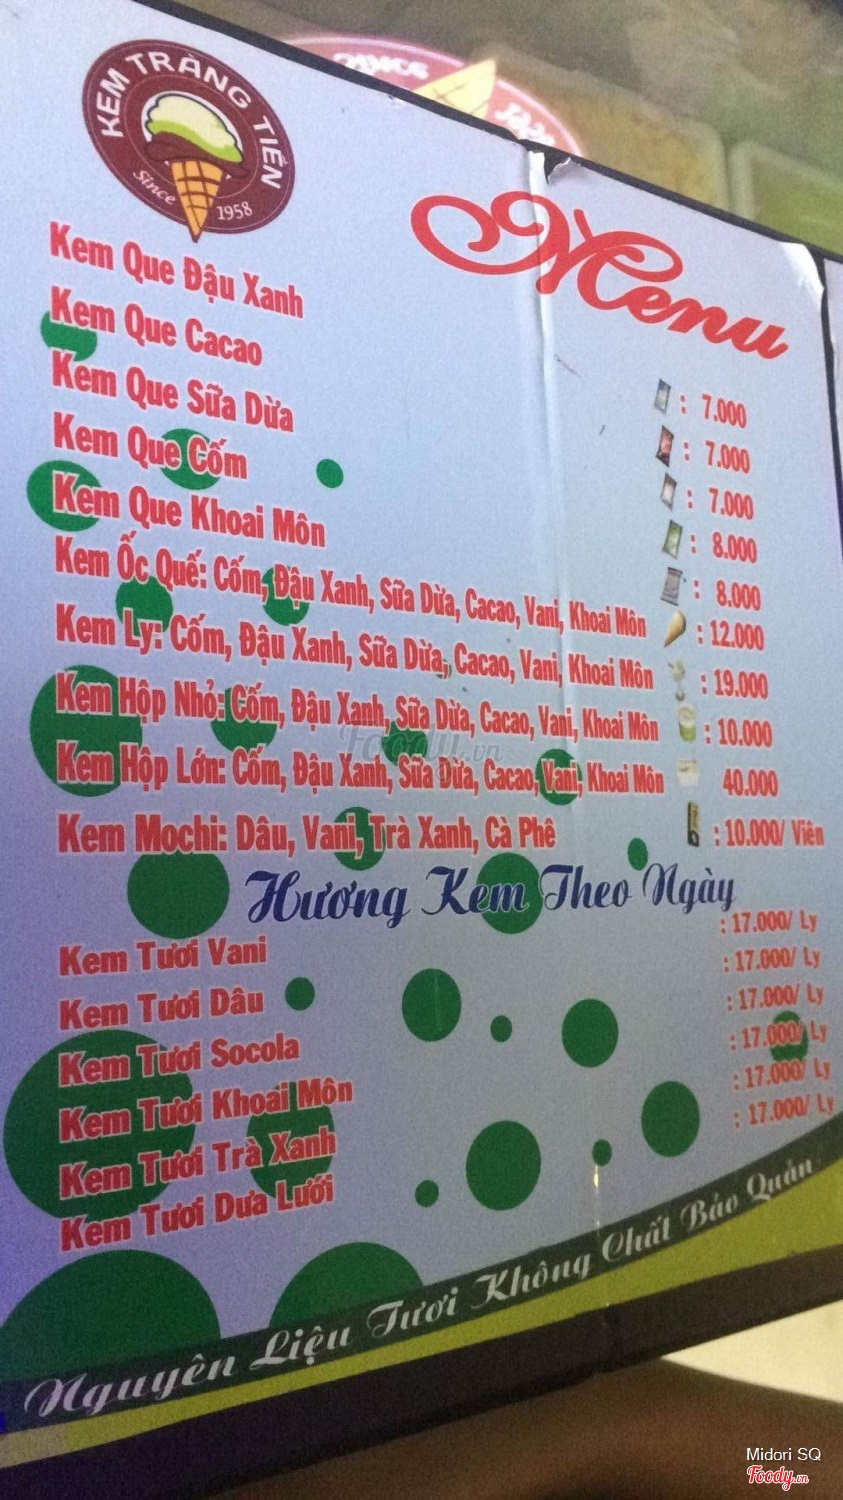 KEM TRÀNG TIỀN
Since 1958
SINCE
Menu
Kem Que Đậu Xanh : 7.000
Kem Que Cacao : 7.000
Kem Que Sữa Dừa : 7.000
Kem Que Cốm : 8.000
Kem Que Khoai Môn : 8.000
Kem Ốc Quế: Cốm, Đậu Xanh, Sữa Dừa, Cacao, Vani, Khoai Môn : 12.000
Kem Ly: Cốm, Đậu Xanh, Sữa Dừa, Cacao, Vani, Khoai Môn : 19.000
Kem Hộp Nhỏ: Cốm, Đậu Xanh, Sữa Dừa, Cacao, Vani, Khoai Môn : 10.000
Kem Hộp Lớn: Cốm, Đậu Xanh, Sữa Dừa, Cacao, Vani, Khoai Môn 40.000
Kem Mochi: Dâu, Vani, Trà Xanh, Cà Phê : 10.000/ Viên
Hương Kem Theo Ngày
Kem Tươi Vani : 17.000/ Ly
Kem Tươi Dâu : 17.000/ Ly
Kem Tươi Socola : 17.000/ Ly
Kem Tươi Khoai Môn : 17.000/ Ly
Kem Tươi Trà Xanh : 17.000/ Ly
Kem Tươi Dưa Lưới : 17.000/ Ly
Nguyên Liệu Tươi Không Chất Bảo Quản
Foody.vn
Midori SQ
Foody.vn